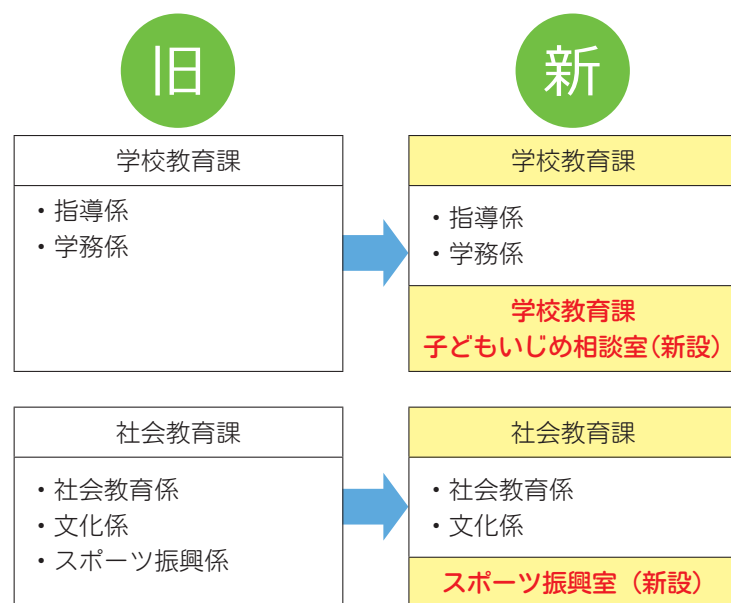 旧
新
学校教育課
・指導係
・学務係
学校教育課
・指導係
・学務係
学校教育課
子どもいじめ相談室(新設)
社会教育課
・社会教育係
・文化係
・スポーツ振興係
社会教育課
・社会教育係
・文化係
スポーツ振興室（新設）